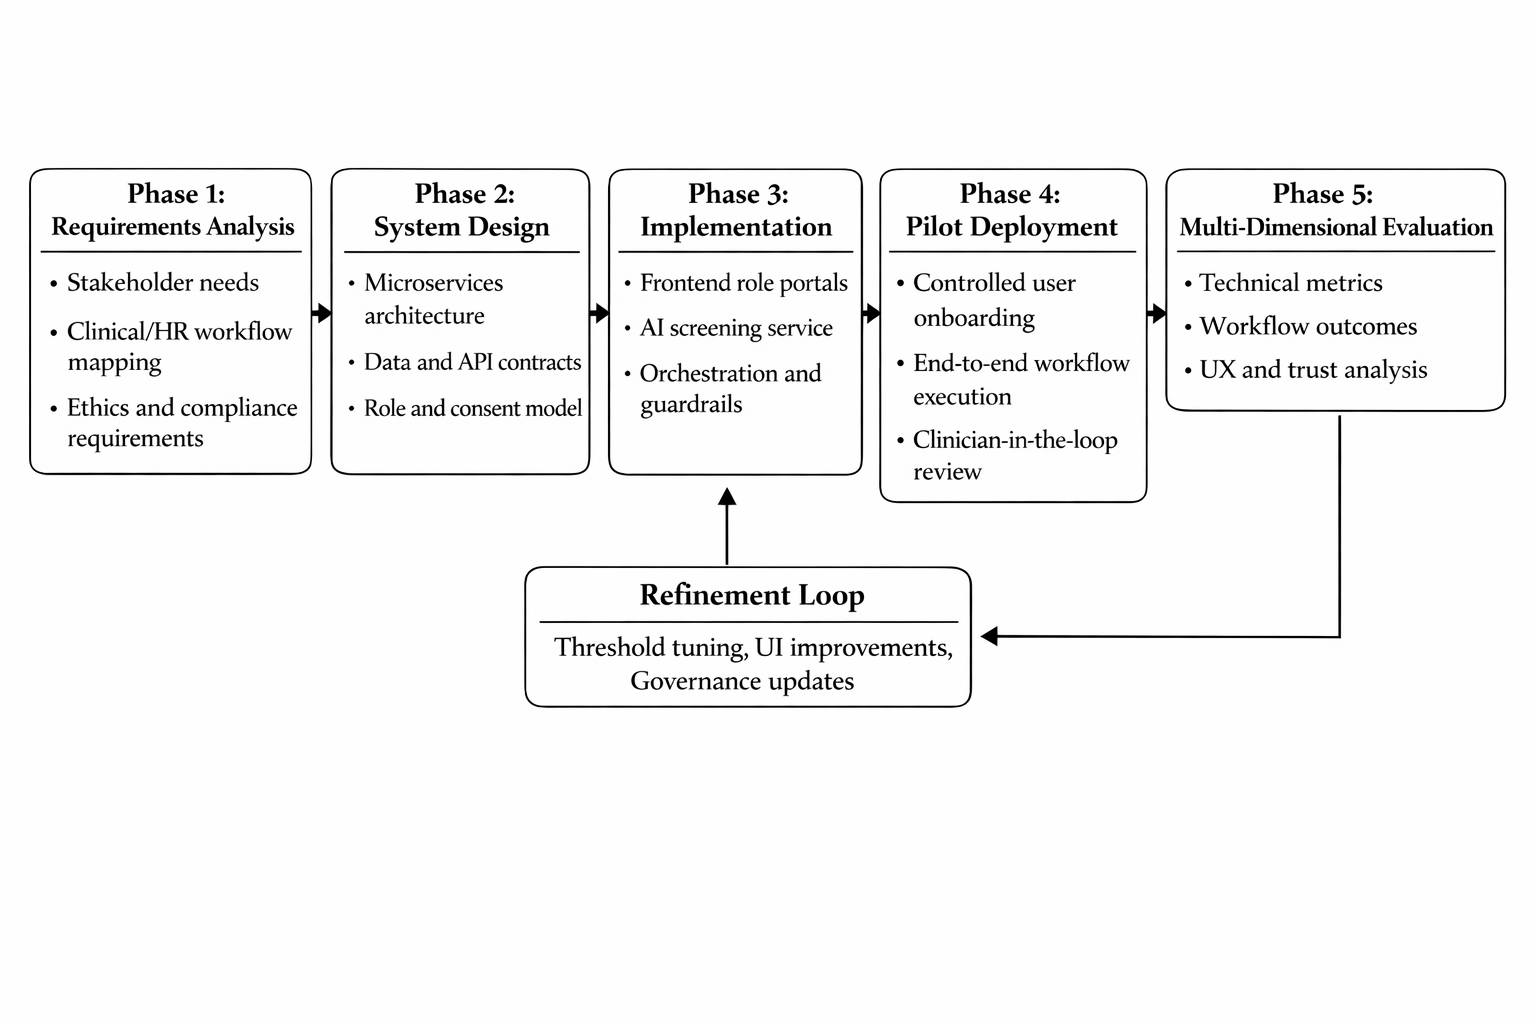 Phase 1:
Requirements Analysis
• Stakeholder needs
• Clinical/HR workflow
mapping
• Ethics and compliance
requirements
Phase 2:
System Design
• Microservices
architecture
• Data and API contracts
• Role and consent model
Phase 3:
Implementation
• Frontend role portals
• AI screening service
• Orchestration and
guardrails
Phase 4:
Pilot Deployment
• Controlled user
onboarding
• End-to-end workflow
execution
• Clinician-in-the-loop
review
Phase 5:
Multi-Dimensional Evaluation
• Technical metrics
• Workflow outcomes
• UX and trust analysis
Refinement Loop
Threshold tuning, UI improvements,
Governance updates